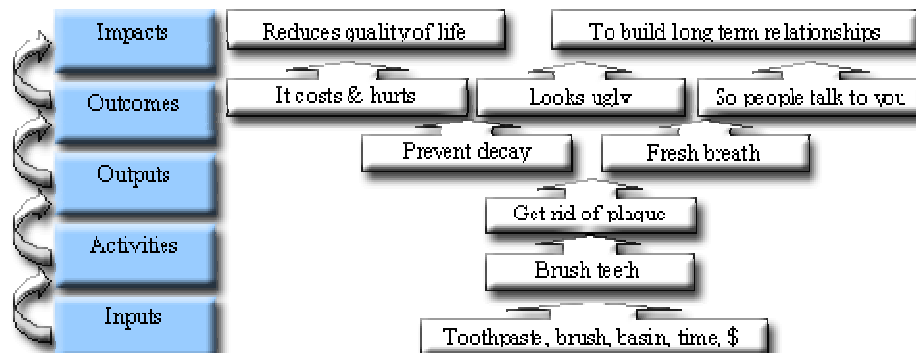 Impacts
Reduces quality of life
To build long term relationships
Outcomes
It costs & hurts
Looks ugly
So people talk to you
Prevent decay
Fresh breath
Outputs
Get rid of plaque
Activities
Brush teeth
Inputs
Toothpaste, brush, basin, time, $